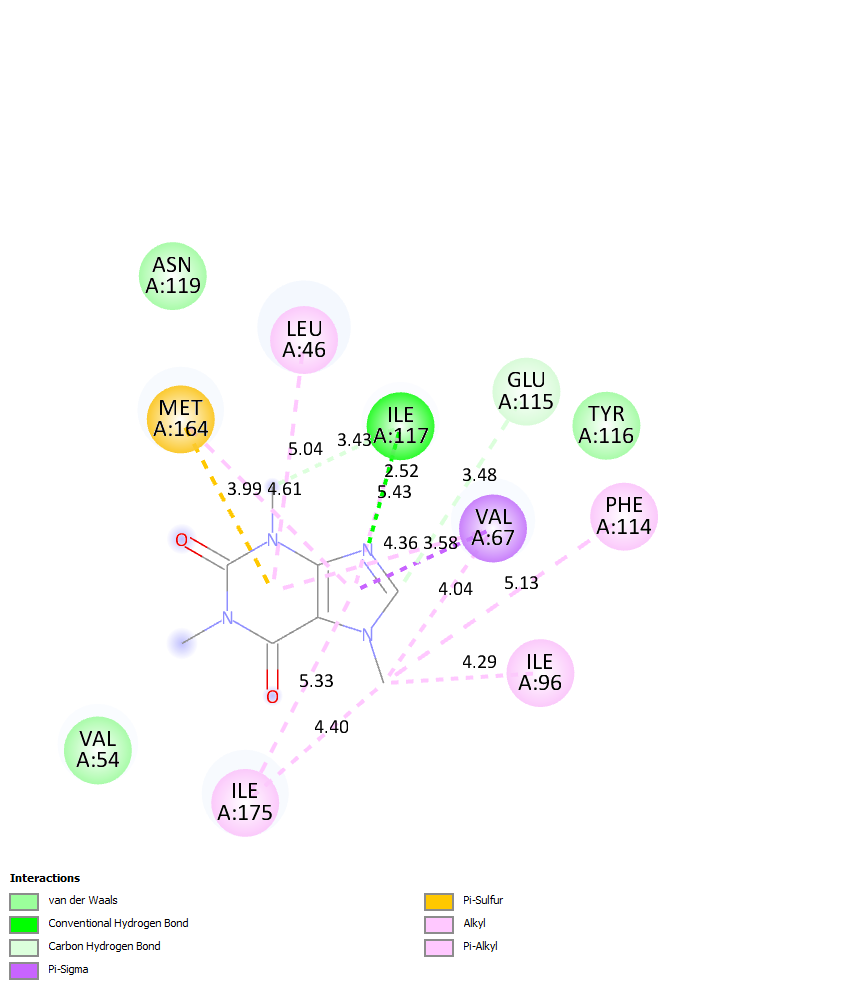 ASN
A:119
LEU
A:46
MET
A:164
ILE
A:117
GLU
A:115
TYR
A:116
PHE
A:114
VAL
A:67
5.04
3.43
2.52
5.43
3.48
3.99
4.61
4.36
3.58
4.04
5.13
O
N
N
N
N
O
4.29
ILE
A:96
5.33
4.40
VAL
A:54
ILE
A:175
Interactions
van der Waals
Conventional Hydrogen Bond
Carbon Hydrogen Bond
Pi-Sigma
Pi-Sulfur
Alkyl
Pi-Alkyl